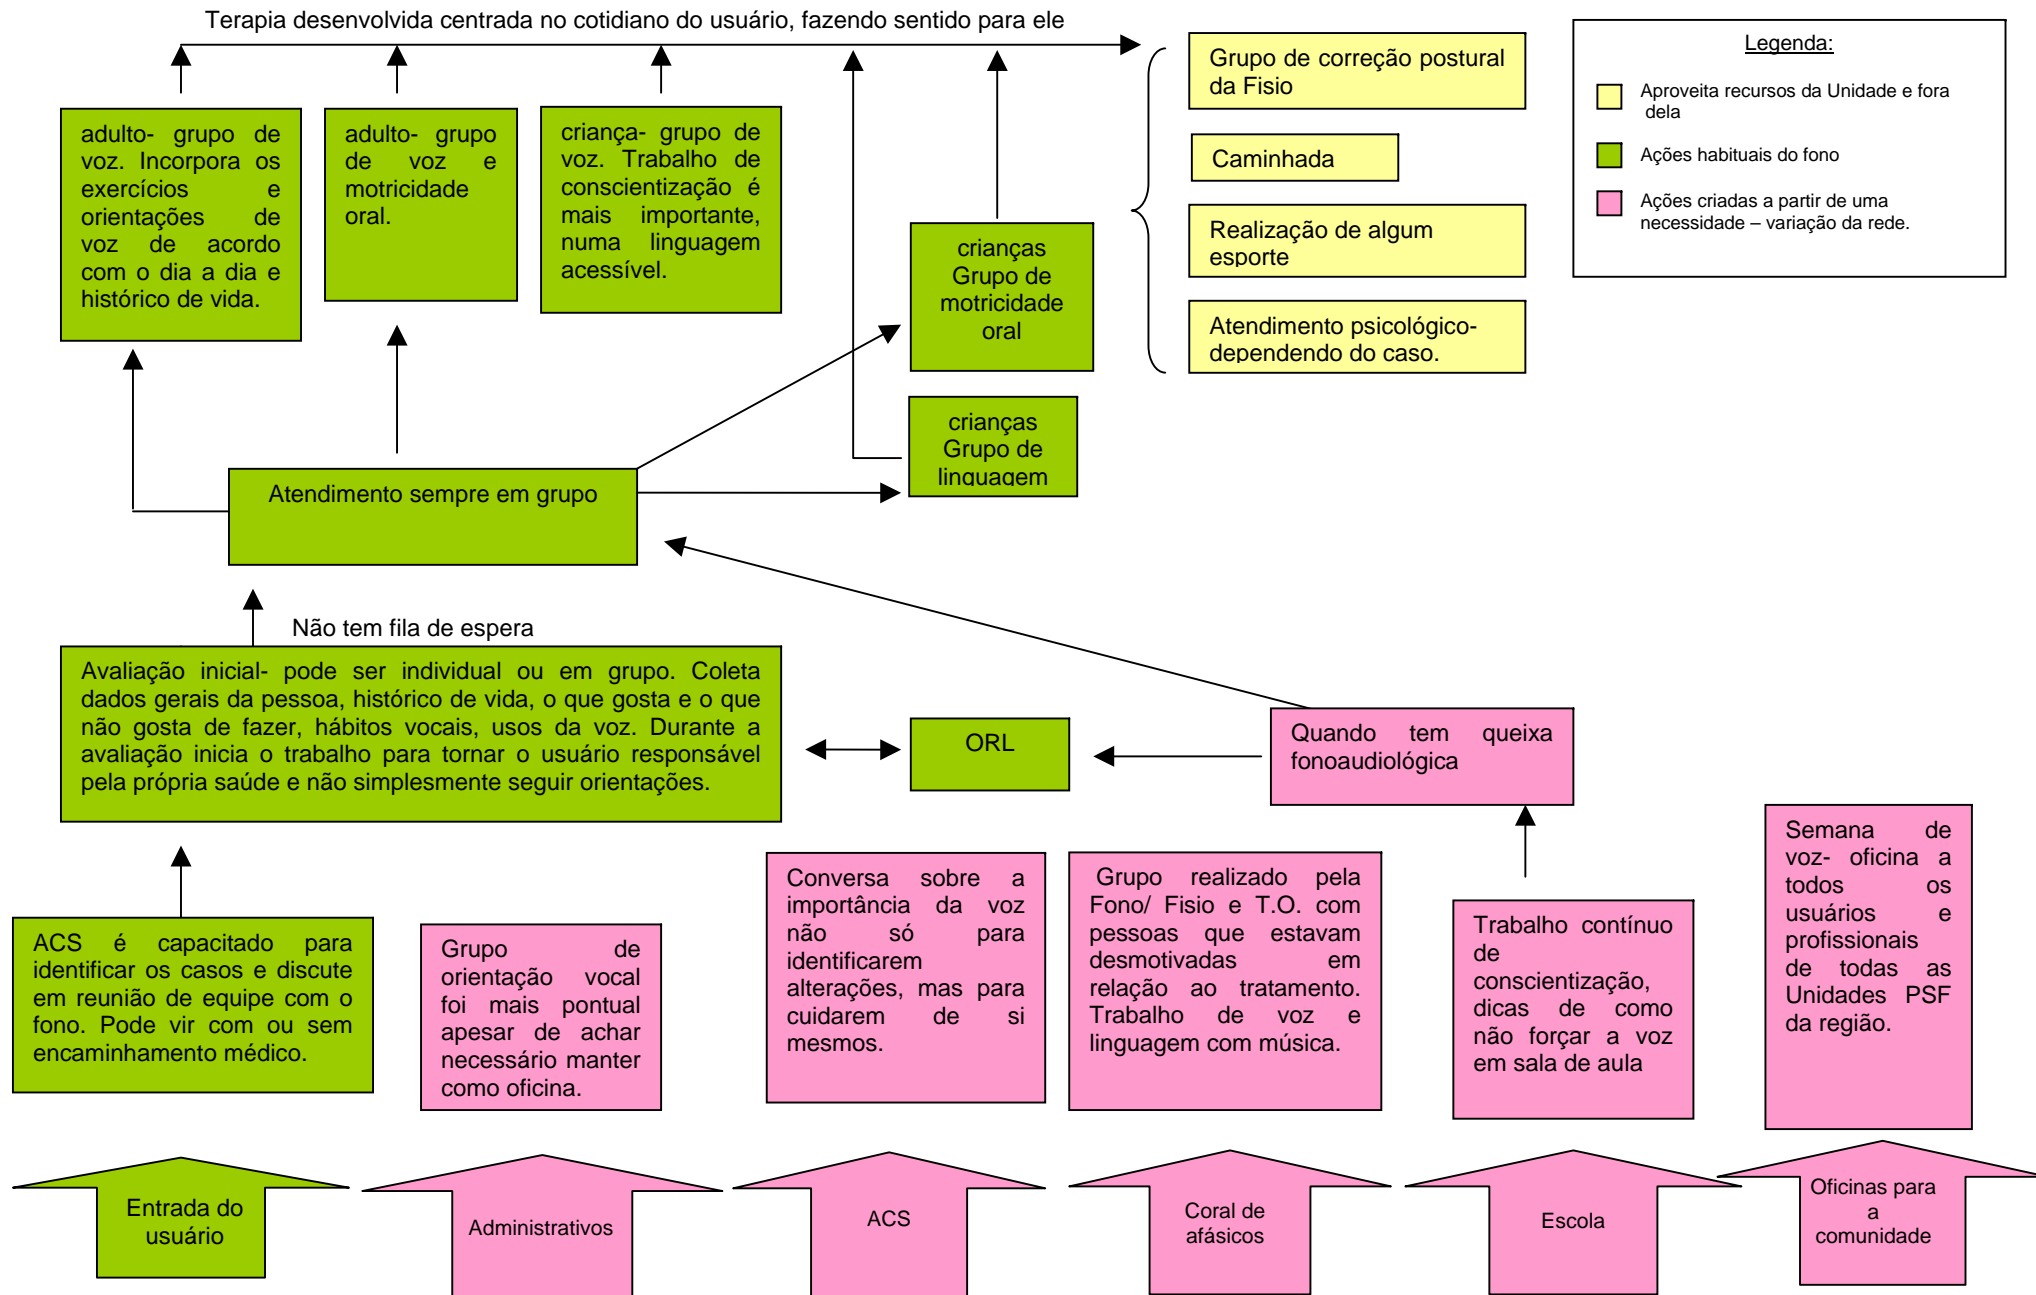 Terapia desenvolvida centrada no cotidiano do usuário, fazendo sentido para ele
adulto- grupo de
voz. Incorpora os
exercícios e
orientações de
voz de acordo
com o dia a dia e
histórico de vida.
adulto- grupo
de voz e
motricidade
oral.
criança- grupo de
voz. Trabalho de
conscientização é
mais importante,
numa linguagem
acessível.
crianças
Grupo de
motricidade
oral
crianças
Grupo de
linguagem
Grupo de correção postural
da Fisio
Caminhada
Realização de algum
esporte
Atendimento psicológico-
dependendo do caso.
Legenda:
Aproveita recursos da Unidade e fora
dela
Ações habituais do fono
Ações criadas a partir de uma
necessidade – variação da rede.
Atendimento sempre em grupo
Não tem fila de espera
Avaliação inicial- pode ser individual ou em grupo. Coleta
dados gerais da pessoa, histórico de vida, o que gosta e o que
não gosta de fazer, hábitos vocais, usos da voz. Durante a
avaliação inicia o trabalho para tornar o usuário responsável
pela própria saúde e não simplesmente seguir orientações.
ORL
Quando tem queixa
fonoaudiológica
ACS é capacitado para
identificar os casos e discute
em reunião de equipe com o
fono. Pode vir com ou sem
encaminhamento médico.
Grupo de
orientação vocal
foi mais pontual
apesar de achar
necessário manter
como oficina.
Conversa sobre a
importância da voz
não só para
identificarem
alterações, mas para
cuidarem de si
mesmos.
Grupo realizado pela
Fono/ Fisio e T.O. com
pessoas que estavam
desmotivadas em
relação ao tratamento.
Trabalho de voz e
linguagem com música.
Trabalho contínuo
de
conscientização,
dicas de como
não forçar a voz
em sala de aula
Semana de
voz- oficina a
todos os
usuários e
profissionais
de todas as
Unidades PSF
da região.
Entrada do
usuário
Administrativos
ACS
Coral de
afásicos
Escola
Oficinas para
a
comunidade